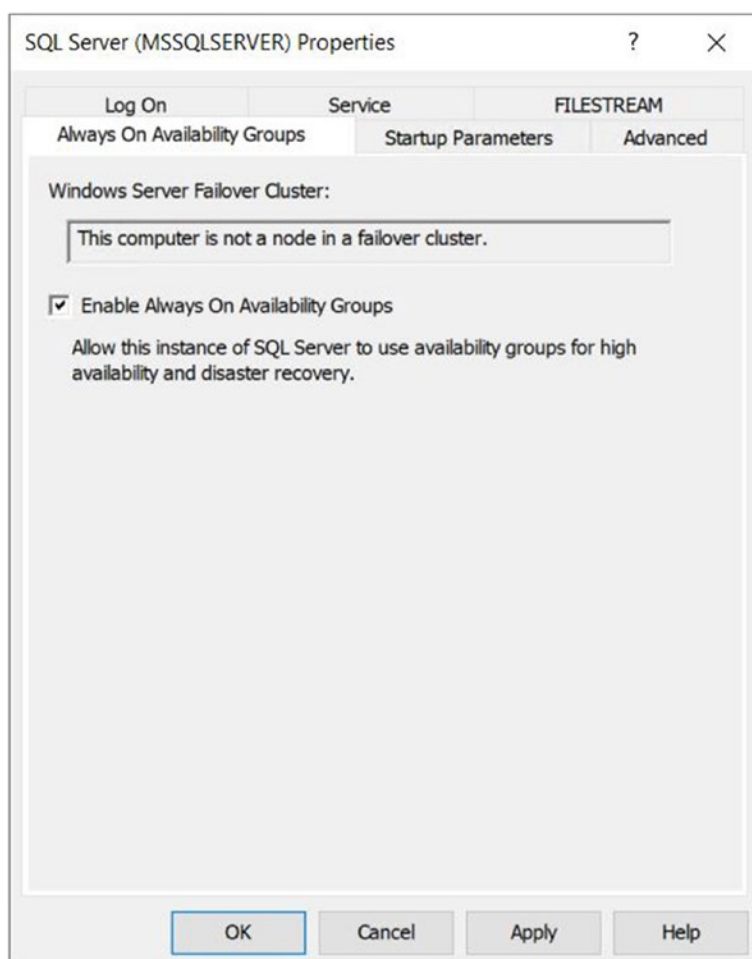 SQL Server (MSSQLSERVER) Properties ? ×
Log On Service FILESTREAM
Always On Availability Groups Startup Parameters Advanced
Windows Server Failover Cluster:
This computer is not a node in a failover cluster.
Enable Always On Availability Groups
Allow this instance of SQL Server to use availability groups for high
availability and disaster recovery.
OK Cancel Apply Help